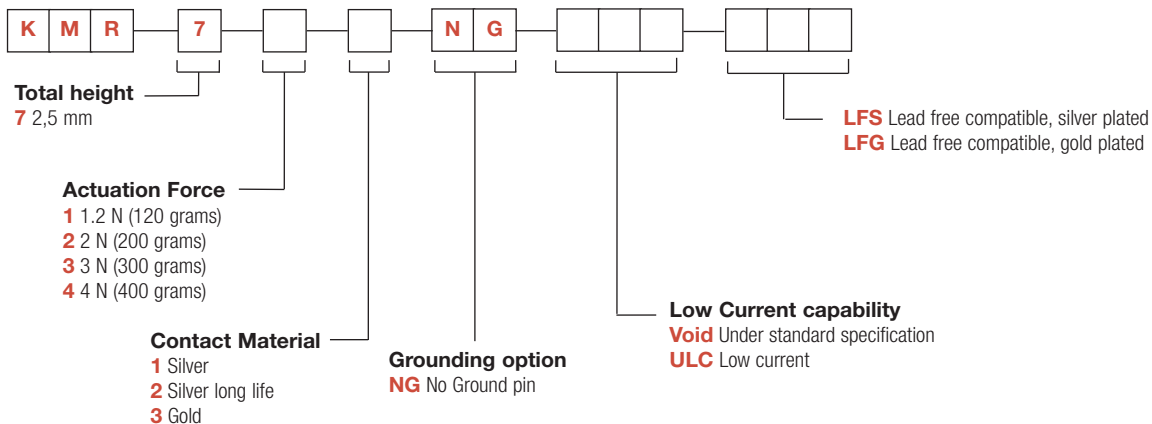 K M R 7 N G
Total height
7 2,5 mm
LFS Lead free compatible, silver plated
LFG Lead free compatible, gold plated
Actuation Force
1 1.2 N (120 grams)
2 2 N (200 grams)
3 3 N (300 grams)
4 4 N (400 grams)
Contact Material
1 Silver
2 Silver long life
3 Gold
Grounding option
NG No Ground pin
Low Current capability
Void Under standard specification
ULC Low current